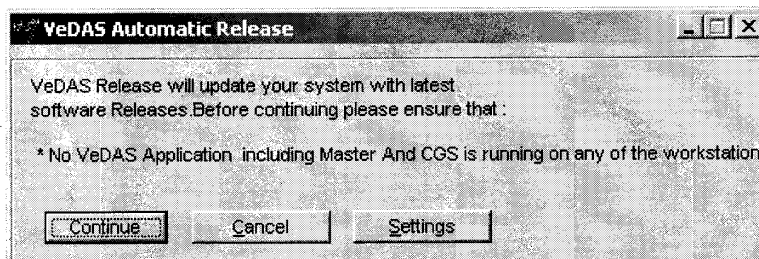 VeDAS Automatic Release
VeDAS Release will update your system with latest
software Releases.Before continuing please ensure that :
* No VeDAS Application including Master And CGS is running on any of the workstation
Continue Cancel Settings